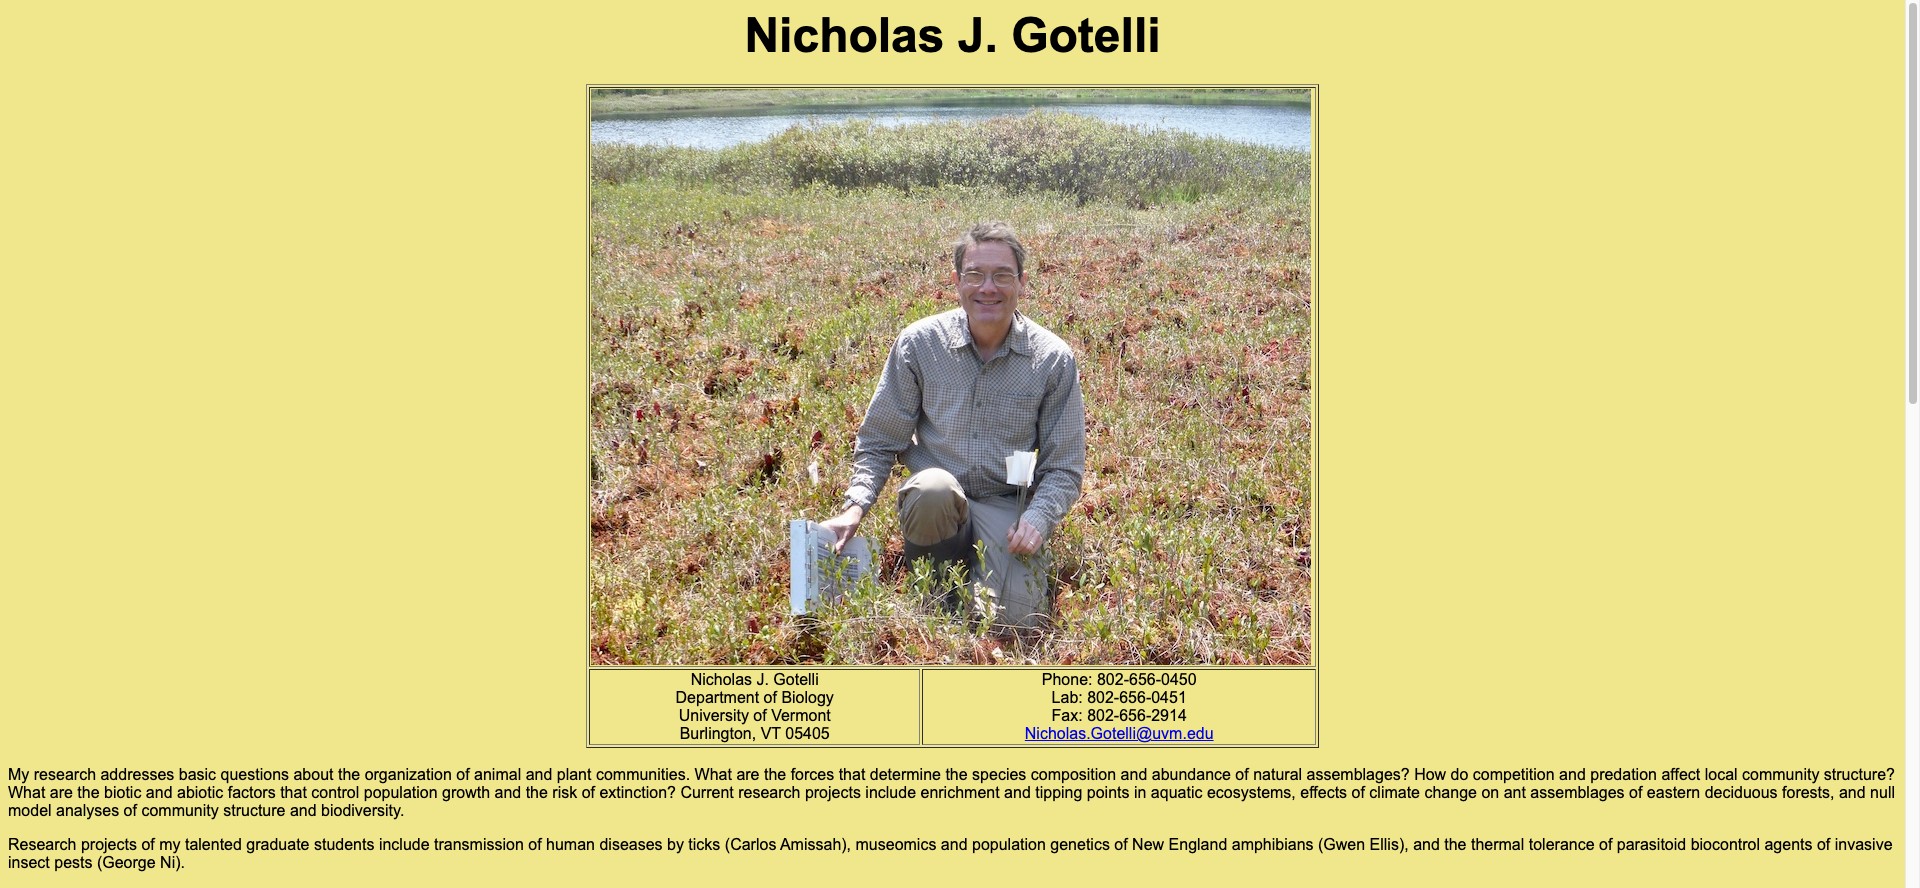 Nicholas J. Gotelli
Nicholas J. Gotelli
Department of Biology
University of Vermont
Burlington, VT 05405
Phone: 802-656-0450
Lab: 802-656-0451
Fax: 802-656-2914
Nicholas.Gotelli@uvm.edu
My research addresses basic questions about the organization of animal and plant communities. What are the forces that determine the species composition and abundance of natural assemblages? How do competition and predation affect local community structure?
What are the biotic and abiotic factors that control population growth and the risk of extinction? Current research projects include enrichment and tipping points in aquatic ecosystems, effects of climate change on ant assemblages of eastern deciduous forests, and null
model analyses of community structure and biodiversity.
Research projects of my talented graduate students include transmission of human diseases by ticks (Carlos Amissah), museomics and population genetics of New England amphibians (Gwen Ellis), and the thermal tolerance of parasitoid biocontrol agents of invasive
insect pests (George Ni).